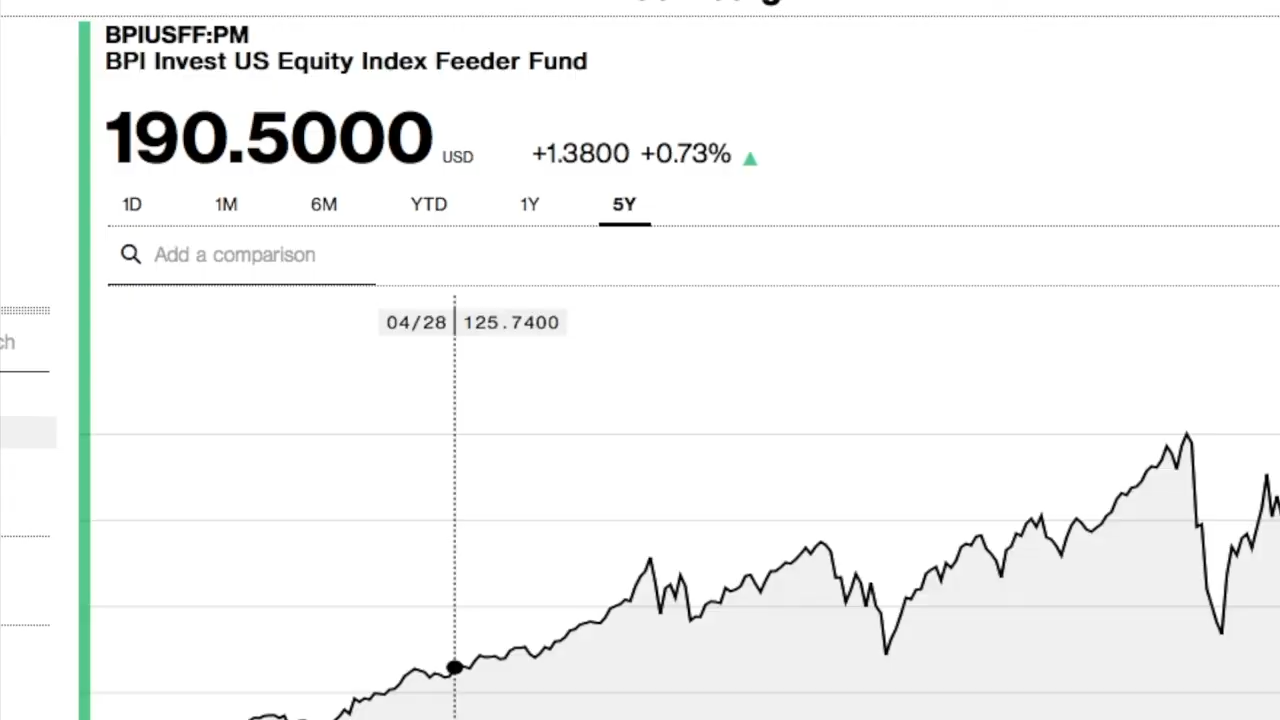 BPIUSFF:PM
BPI Invest US Equity Index Feeder Fund
190.5000 USD +1.3800 +0.73% ▲
1D 1M 6M YTD 1Y 5Y
Add a comparison
04/28 125.7400
ch